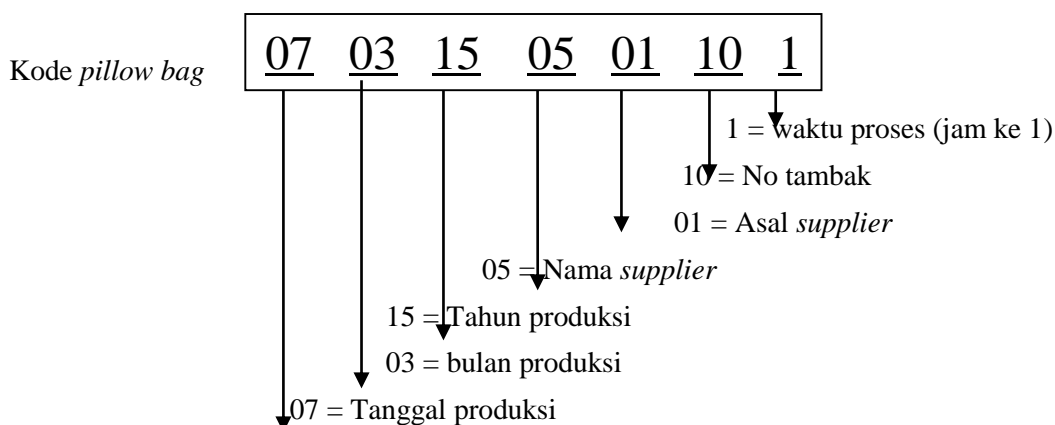 07 03 15 05 01 10 1
Kode pillow bag
1 = waktu proses (jam ke 1)
10 = No tambak
01 = Asal supplier
05 = Nama supplier
15 = Tahun produksi
03 = bulan produksi
07 = Tanggal produksi